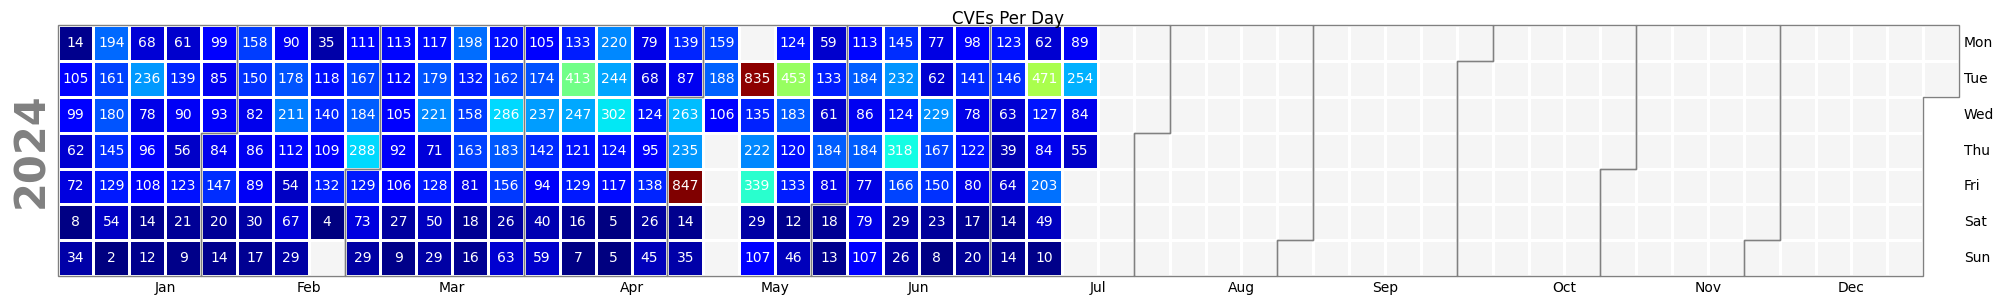 CVEs Per Day
2024
14 194 68 61 99 158 90 35 111 113 117 198 120 105 133 220 79 139 159 124 59 113 145 77 98 123 62 89 Mon
105 161 236 139 85 150 178 118 167 112 179 132 162 174 413 244 68 87 188 835 453 133 184 232 62 141 146 471 254 Tue
99 180 78 90 93 82 211 140 184 105 221 158 286 237 247 302 124 263 106 135 183 61 86 124 229 78 63 127 84 Wed
62 145 96 56 84 86 112 109 288 92 71 163 183 142 121 124 95 235 222 120 184 184 318 167 122 39 84 55 Thu
72 129 108 123 147 89 54 132 129 106 128 81 156 94 129 117 138 847 339 133 81 77 166 150 80 64 203 Fri
8 54 14 21 20 30 67 4 73 27 50 18 26 40 16 5 26 14 29 12 18 79 29 23 17 14 49 Sat
34 2 12 9 14 17 29 29 9 29 16 63 59 7 5 45 35 107 46 13 107 26 8 20 14 10 Sun
Jan Feb Mar Apr May Jun Jul Aug Sep Oct Nov Dec